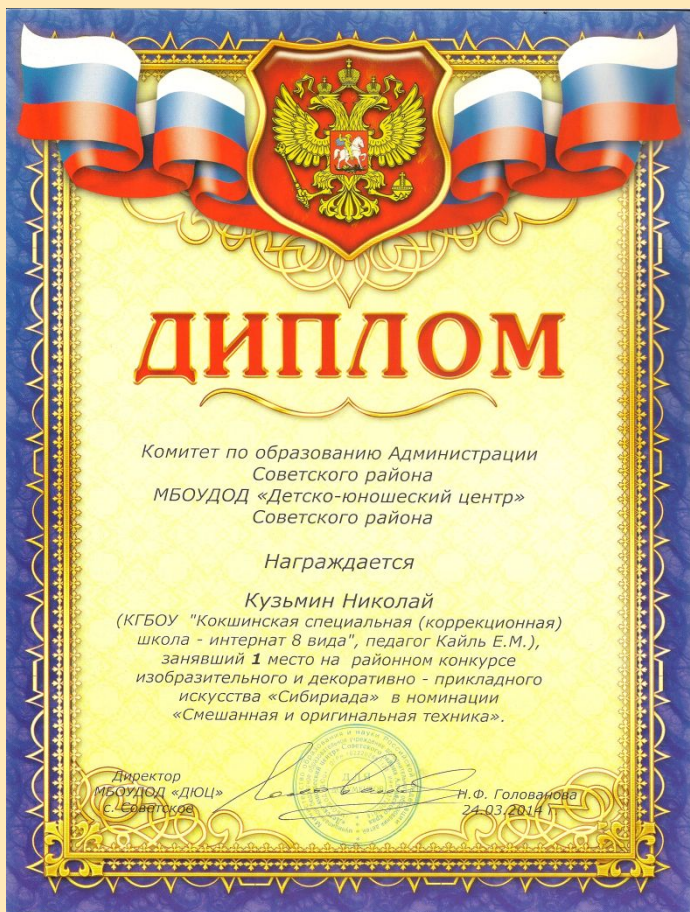 ДИПЛОМ
Комитет по образованию Администрации
Советского района
МБОУДОД «Детско-юношеский центр»
Советского района
Награждается
Кузьмин Николай
(КГБОУ "Кокшинская специальная (коррекционная)
школа - интернат 8 вида", педагог Кайль Е.М.),
занявший 1 место на районном конкурсе
изобразительного и декоративно - прикладного
искусства «Сибириада» в номинации
«Смешанная и оригинальная техника».
Директор
МБОУДОД «ДЮЦ»
с. Советское
Н.Ф. Голованова
24.03.2014 г